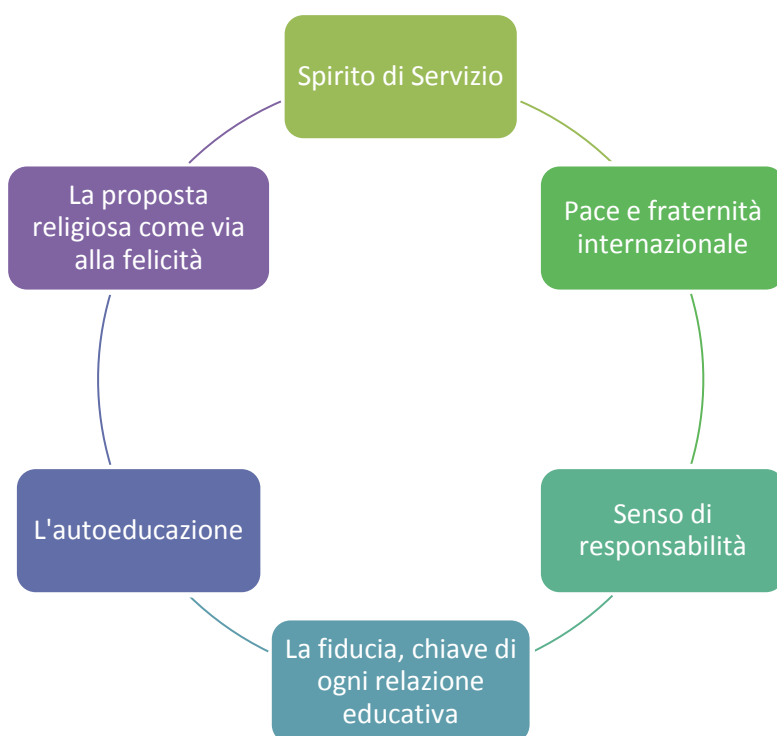 Spirito di Servizio
Pace e fraternità
internazionale
Senso di
responsabilità
La fiducia, chiave di
ogni relazione
educativa
L'autoeducazione
La proposta
religiosa come via
alla felicità